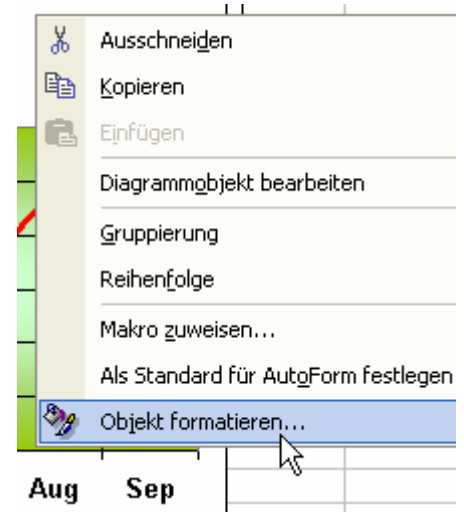 Ausschneiden
Kopieren
Einfügen
Diagrammobjekt bearbeiten
Gruppierung
Reihenfolge
Makro zuweisen...
Als Standard für AutoForm festlegen
Objekt formatieren...
Aug Sep